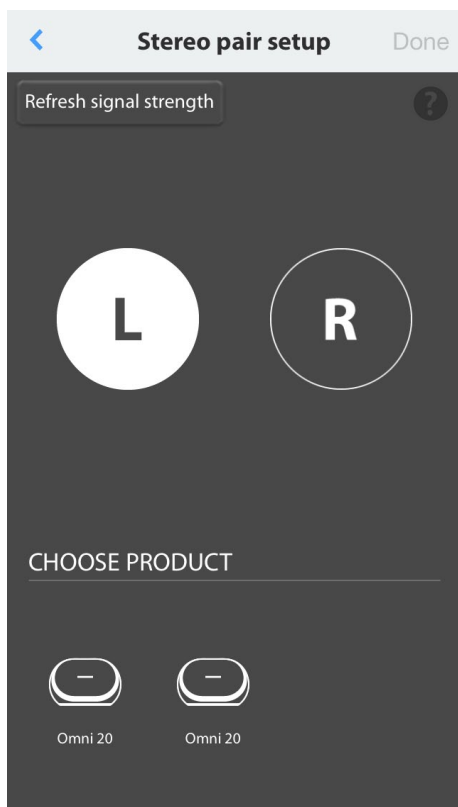 Stereo pair setup Done
Refresh signal strength ?
L R
CHOOSE PRODUCT
Omni 20 Omni 20